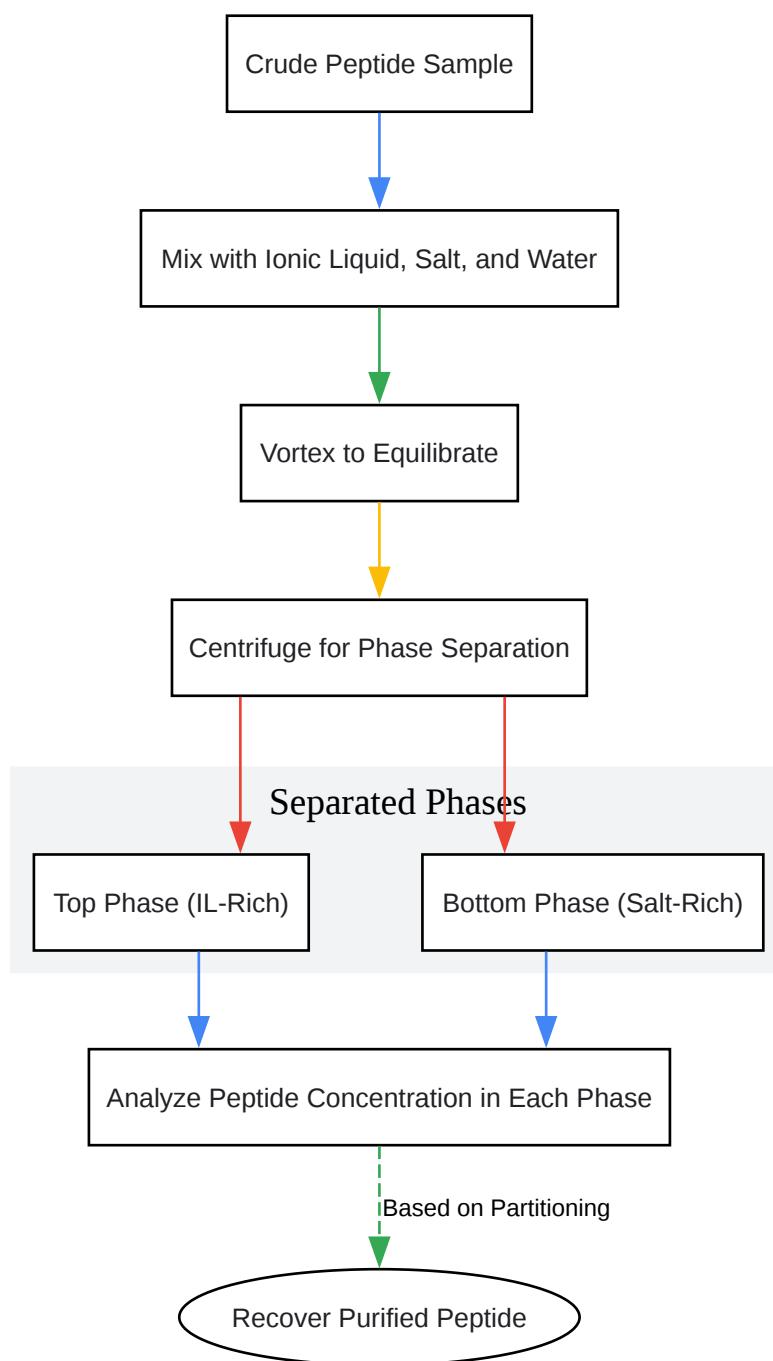 Crude Peptide Sample
Mix with Ionic Liquid, Salt, and Water
Vortex to Equilibrate
Centrifuge for Phase Separation
Separated Phases
Top Phase (IL-Rich)
Bottom Phase (Salt-Rich)
Analyze Peptide Concentration in Each Phase
Based on Partitioning
Recover Purified Peptide